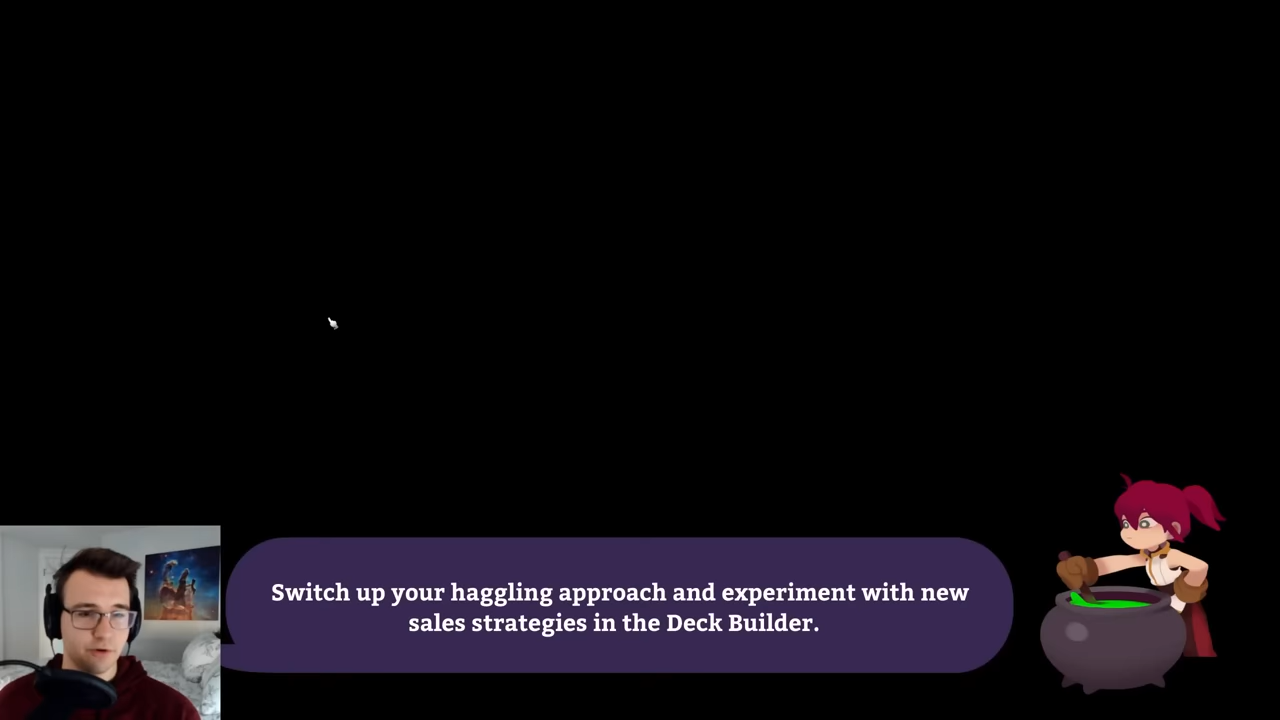 Switch up your haggling approach and experiment with new
sales strategies in the Deck Builder.